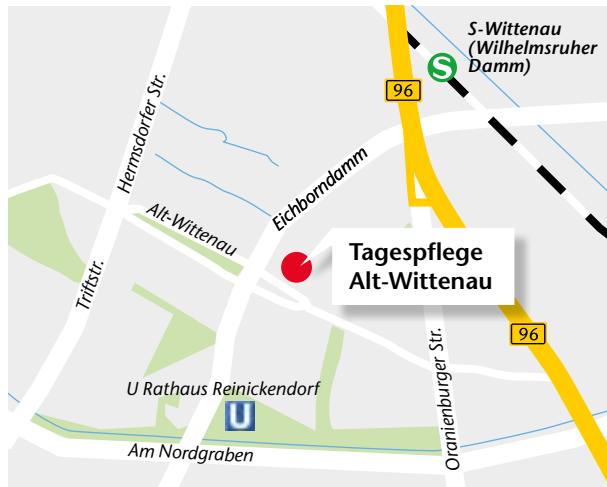 S-Wittenau
(Wilhelmsruher
Damm)
S
96
Hermsdorfer Str.
Eichborndamm
Alt-Wittenau
Tagespflege
Alt-Wittenau
Triftstr.
96
Oranienburger Str.
U Rathaus Reinickendorf
U
Am Nordgraben